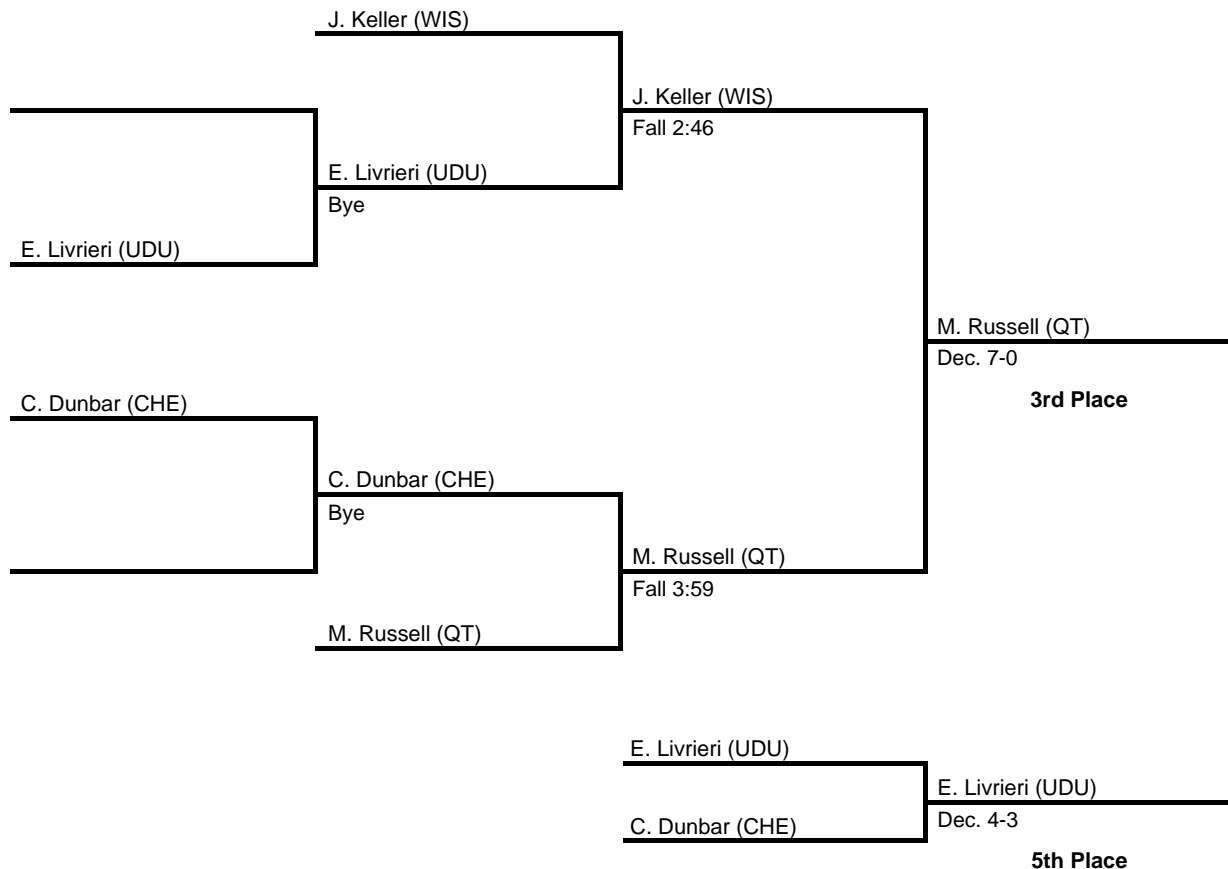 J. Keller (WIS)
J. Keller (WIS)
Fall 2:46
E. Livrieri (UDU)
Bye
E. Livrieri (UDU)
M. Russell (QT)
Dec. 7-0
3rd Place
C. Dunbar (CHE)
C. Dunbar (CHE)
Bye
M. Russell (QT)
Fall 3:59
M. Russell (QT)
E. Livrieri (UDU)
E. Livrieri (UDU)
Dec. 4-3
C. Dunbar (CHE)
5th Place